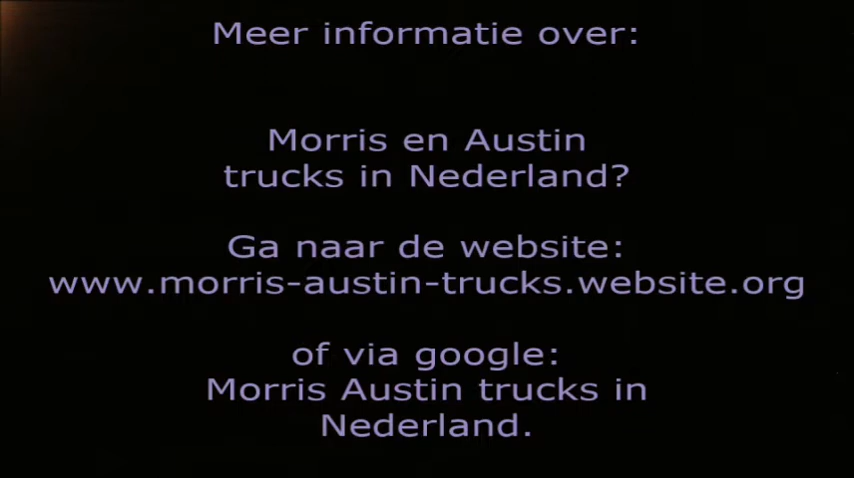 Meer informatie over:
Morris en Austin
trucks in Nederland?
Ga naar de website:
www.morris-austin-trucks.website.org
of via google:
Morris Austin trucks in
Nederland.